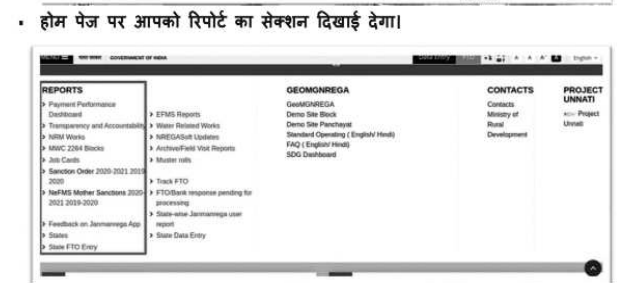 ▪ होम पेज पर आपको रिपोर्ट का सेक्शन दिखाई देगा।
MENU GOVERNMENT OF INDIA Data Entry A A A English
REPORTS
> Payment Performance Dashboard
> Transparency and Accountability
> NRM Works
> MWC 2264 Blocks
> Job Cards
> Sanction Order 2020-2021 2019-2020
> NeFMS Mother Sanctions 2020-2021 2019-2020
> Feedback on Janmanrega App
> States
> State FTO Entry
> EFMS Reports
> Water Related Works
> NREGASoft Updates
> Archive/Field Visit Reports
> Muster rolls
> Track FTO
> FTO/Bank response pending for processing
> State-wise Janmanrega user report
> State Data Entry
GEOMGNREGA
GeoMGNREGA
Demo Site Block
Demo Site Panchayat
Standard Operating ( English/ Hindi)
FAQ ( English/ Hindi)
SDG Dashboard
CONTACTS
Contacts
Ministry of
Rural
Development
PROJECT
UNNATI
Project
Unnati